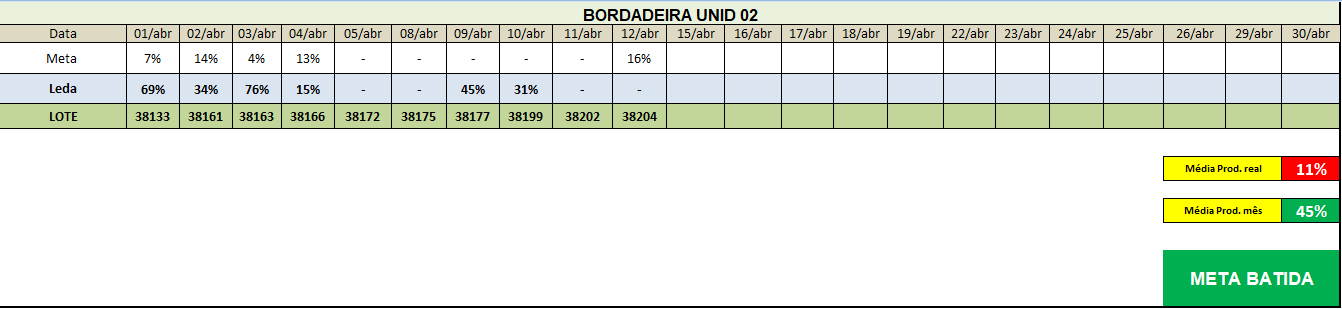 BORDADEIRA UNID 02
Data 01/abr 02/abr 03/abr 04/abr 05/abr 08/abr 09/abr 10/abr 11/abr 12/abr 15/abr 16/abr 17/abr 18/abr 19/abr 22/abr 23/abr 24/abr 25/abr 26/abr 29/abr 30/abr
Meta 7% 14% 4% 13% - - - - - 16%
Leda 69% 34% 76% 15% - - 45% 31% - -
LOTE 38133 38161 38163 38166 38172 38175 38177 38199 38202 38204
Média Prod. real 11%
Média Prod. mês 45%
META BATIDA